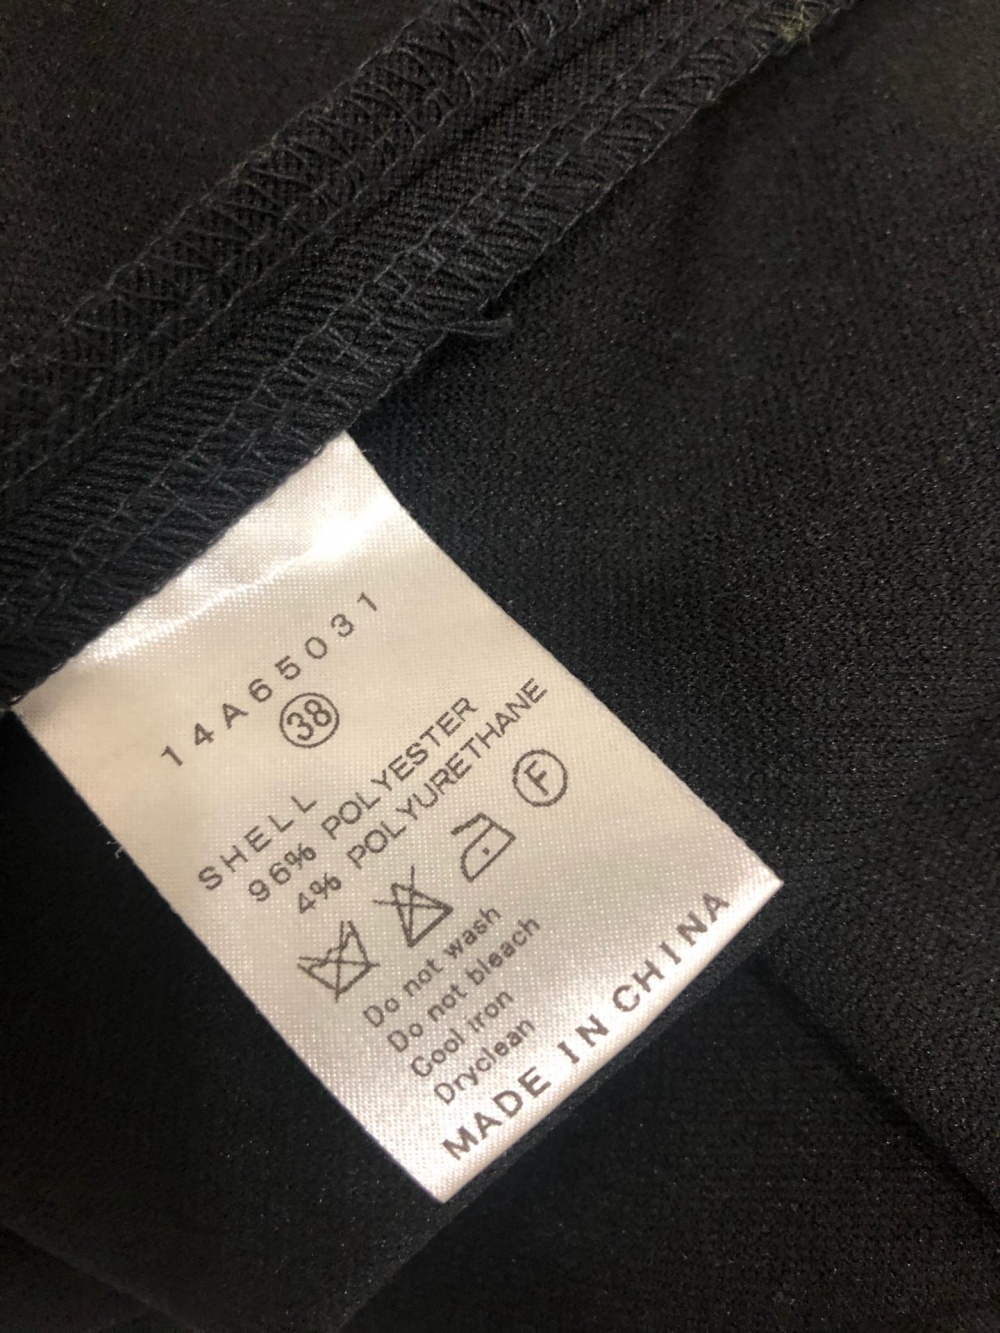 14A65031
38
SHELL
96% POLYESTER
4% POLYURETHANE
F
Do not wash
Do not bleach
Cool iron
Dryclean
MADE IN CHINA